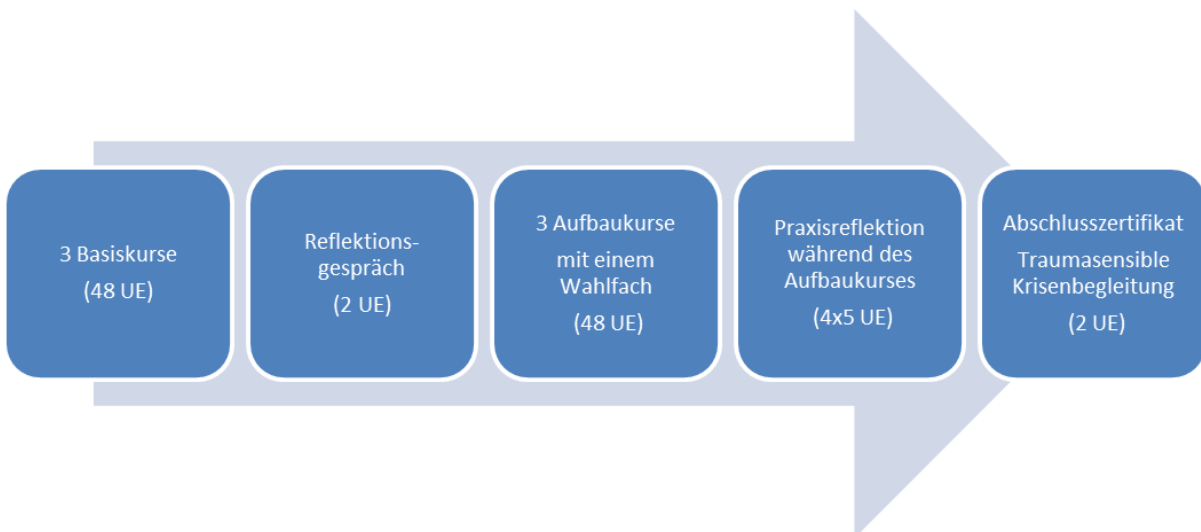 3 Basiskurse
(48 UE)
Reflektions-
gespräch
(2 UE)
3 Aufbaukurse
mit einem
Wahlfach
(48 UE)
Praxisreflektion
während des
Aufbaukurses
(4x5 UE)
Abschlusszertifikat
Traumasensible
Krisenbegleitung
(2 UE)